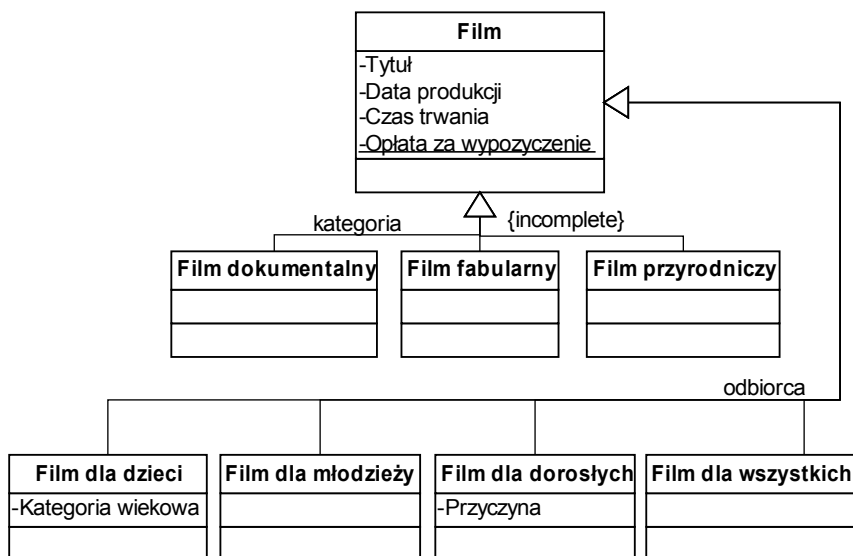 Film
-Tytuł
-Data produkcji
-Czas trwania
-Opłata za wypozyczenie
kategoria
{incomplete}
Film dokumentalny
Film fabularny
Film przyrodniczy
odbiorca
Film dla dzieci
-Kategoria wiekowa
Film dla młodzieży
Film dla dorosłych
-Przyczyna
Film dla wszystkich